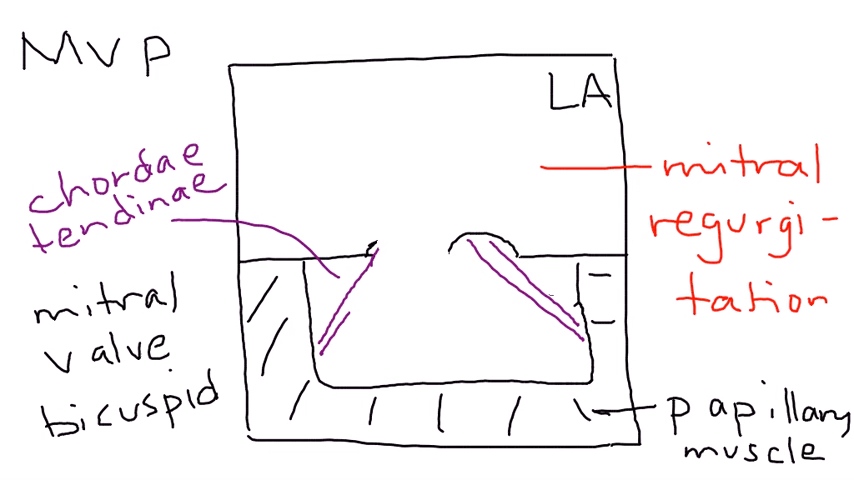 MVP
LA
chordae
tendinae
mitral
regurgi-
tation
mitral
valve
bicuspid
papillary
muscle